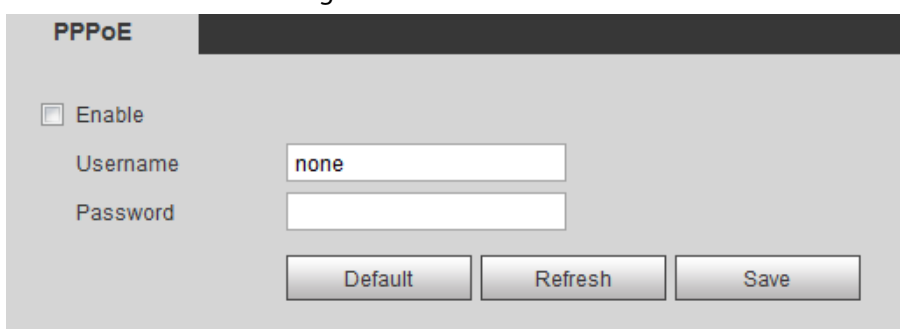 PPPoE
Enable
Username none
Password
Default Refresh Save